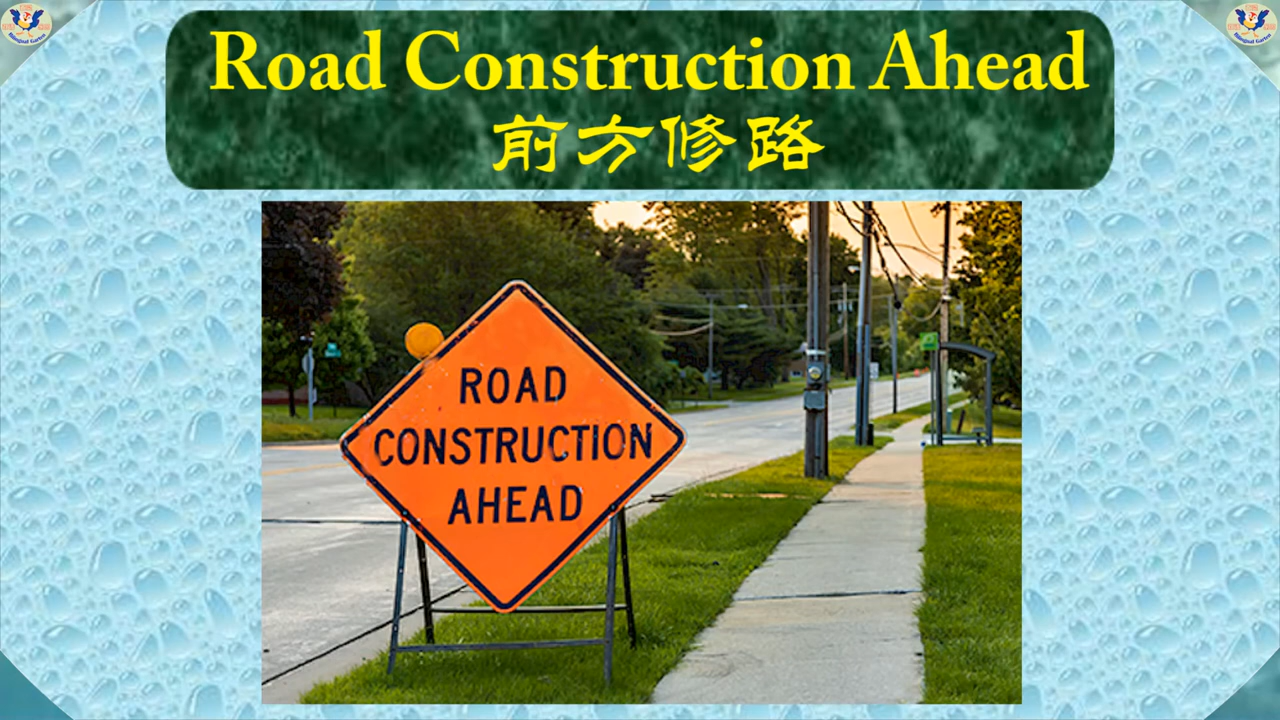 Road Construction Ahead
前方修路
ROAD
CONSTRUCTION
AHEAD